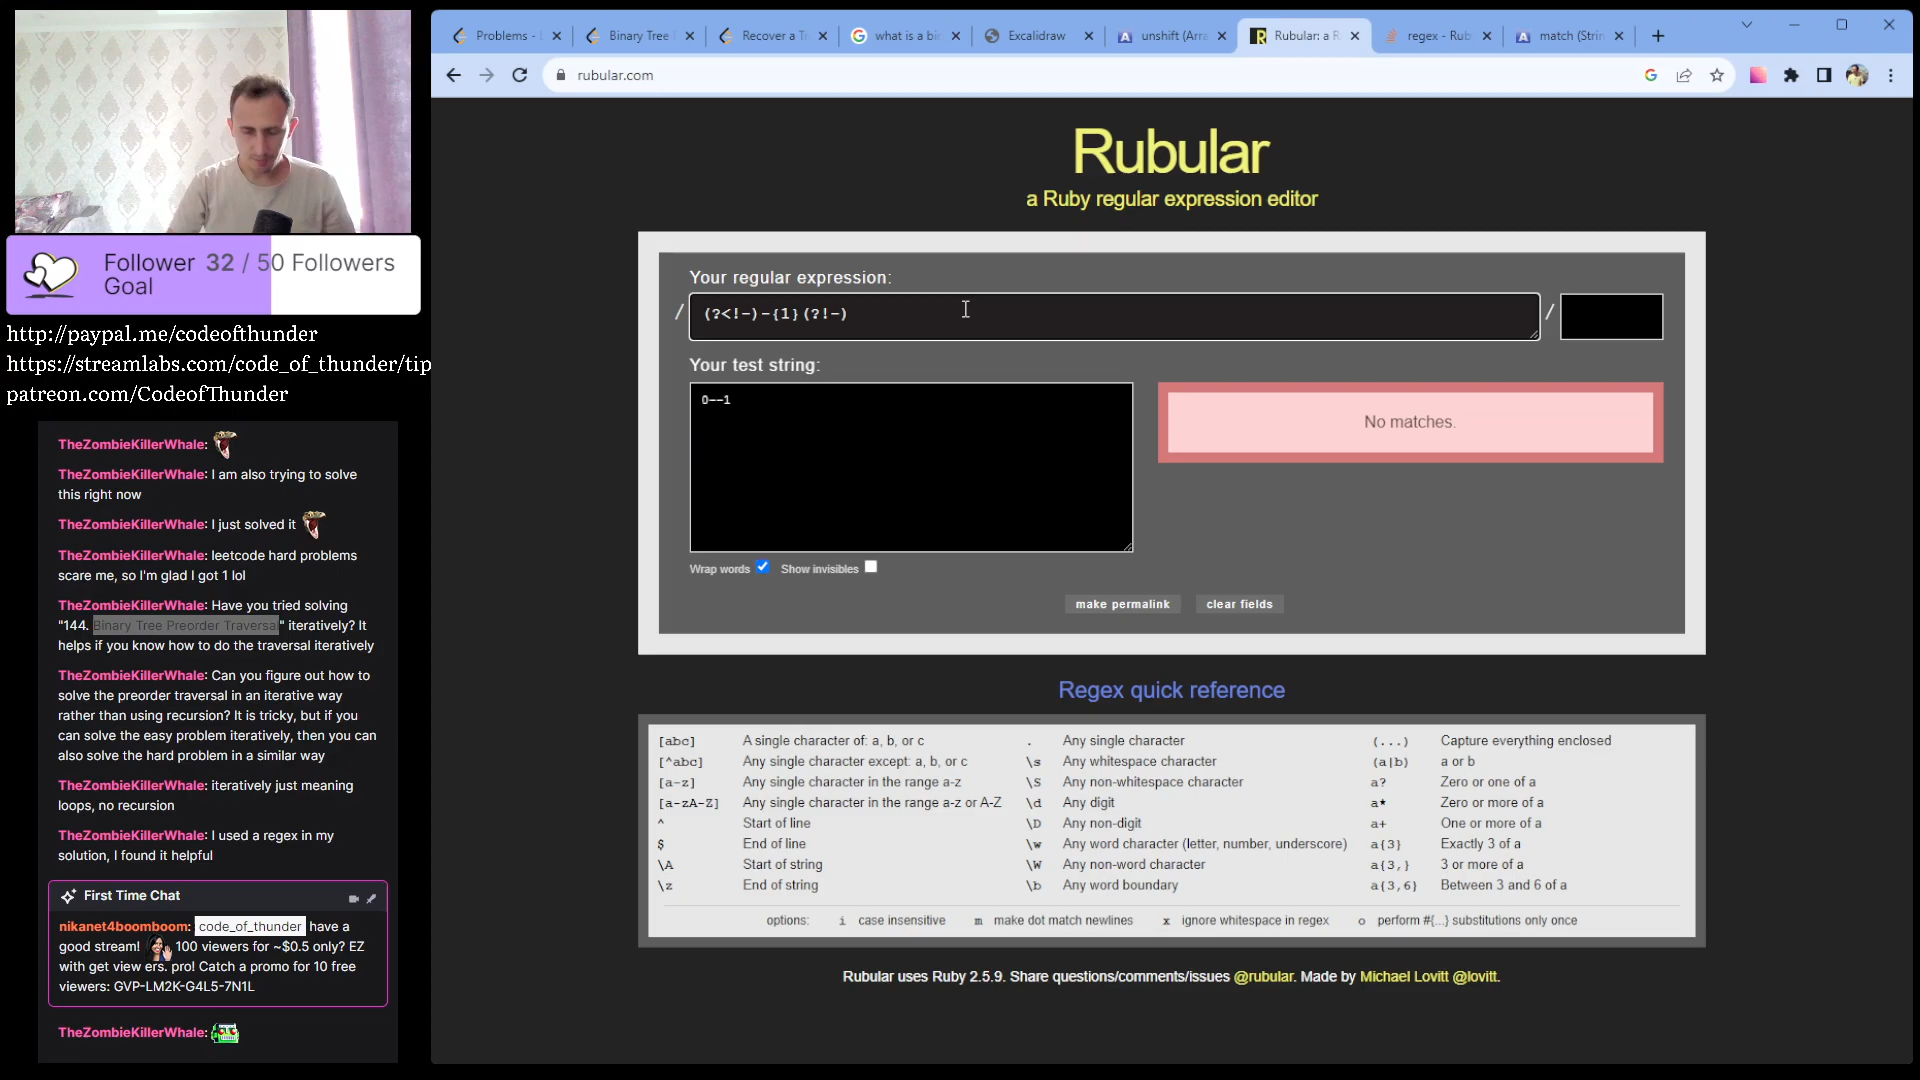 Follower 32 / 50 Followers
Goal
http://paypal.me/codeofthunder
https://streamlabs.com/code_of_thunder/tip
patreon.com/CodeofThunder
TheZombieKillerWhale:
TheZombieKillerWhale: I am also trying to solve
this right now
TheZombieKillerWhale: I just solved it
TheZombieKillerWhale: leetcode hard problems
scare me, so I'm glad I got 1 lol
TheZombieKillerWhale: Have you tried solving
"144. Binary Tree Preorder Traversal" iteratively? It
helps if you know how to do the traversal iteratively
TheZombieKillerWhale: Can you figure out how to
solve the preorder traversal in an iterative way
rather than using recursion? It is tricky, but if you
can solve the easy problem iteratively, then you can
also solve the hard problem in a similar way
TheZombieKillerWhale: iteratively just meaning
loops, no recursion
TheZombieKillerWhale: I used a regex in my
solution, I found it helpful
First Time Chat
nikanet4boomboom: code_of_thunder have a
good stream! 100 viewers for ~$0.5 only? EZ
with get view ers. pro! Catch a promo for 10 free
viewers: GVP-LM2K-G4L5-7N1L
TheZombieKillerWhale:
Problems - L
Binary Tree
Recover a Tr
what is a bi
Excalidraw
unshift (Arra
Rubular: a R
regex - Rub
match (Strin
rubular.com
Rubular
a Ruby regular expression editor
Your regular expression:
/ (?<!-)-{1}(?!-) /
Your test string:
0--1
No matches.
Wrap words Show invisibles
make permalink clear fields
Regex quick reference
[abc] A single character of: a, b, or c . Any single character (...) Capture everything enclosed
[^abc] Any single character except: a, b, or c \s Any whitespace character (a|b) a or b
[a-z] Any single character in the range a-z \S Any non-whitespace character a? Zero or one of a
[a-zA-Z] Any single character in the range a-z or A-Z \d Any digit a* Zero or more of a
^ Start of line \D Any non-digit a+ One or more of a
$ End of line \w Any word character (letter, number, underscore) a{3} Exactly 3 of a
\A Start of string \W Any non-word character a{3,} 3 or more of a
\z End of string \b Any word boundary a{3,6} Between 3 and 6 of a
options: i case insensitive m make dot match newlines x ignore whitespace in regex o perform #{...} substitutions only once
Rubular uses Ruby 2.5.9. Share questions/comments/issues @rubular. Made by Michael Lovitt @lovitt.